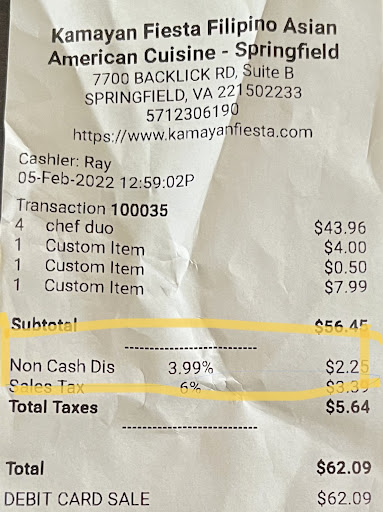 Kamayan Fiesta Filipino Asian
American Cuisine - Springfield
7700 BACKLICK RD, Suite B
SPRINGFIELD, VA 221502233
5712306190
https://www.kamayanfiesta.com
Cashier: Ray
05-Feb-2022 12:59:02P
Transaction 100035
4 chef duo $43.96
1 Custom Item $4.00
1 Custom Item $0.50
1 Custom Item $7.99
Subtotal $56.45
Non Cash Dis 3.99% $2.25
Sales Tax 6% $3.39
Total Taxes $5.64
Total $62.09
DEBIT CARD SALE $62.09